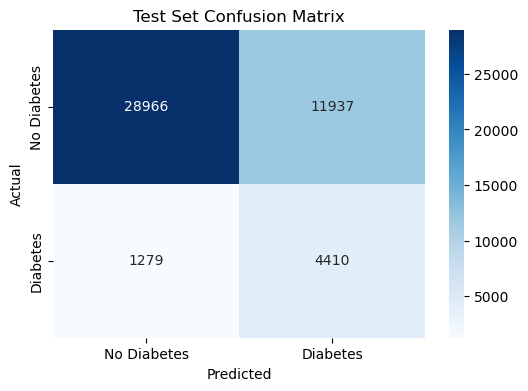 Test Set Confusion Matrix
Actual
No Diabetes
Diabetes
28966
11937
1279
4410
No Diabetes
Diabetes
Predicted
25000
20000
15000
10000
5000